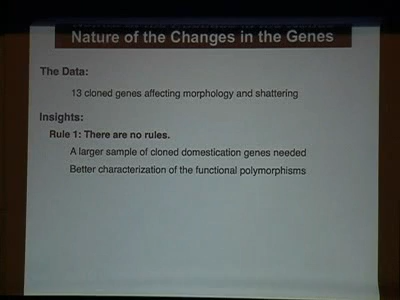 Nature of the Changes in the Genes
The Data:
13 cloned genes affecting morphology and shattering
Insights:
Rule 1: There are no rules.
A larger sample of cloned domestication genes needed
Better characterization of the functional polymorphisms